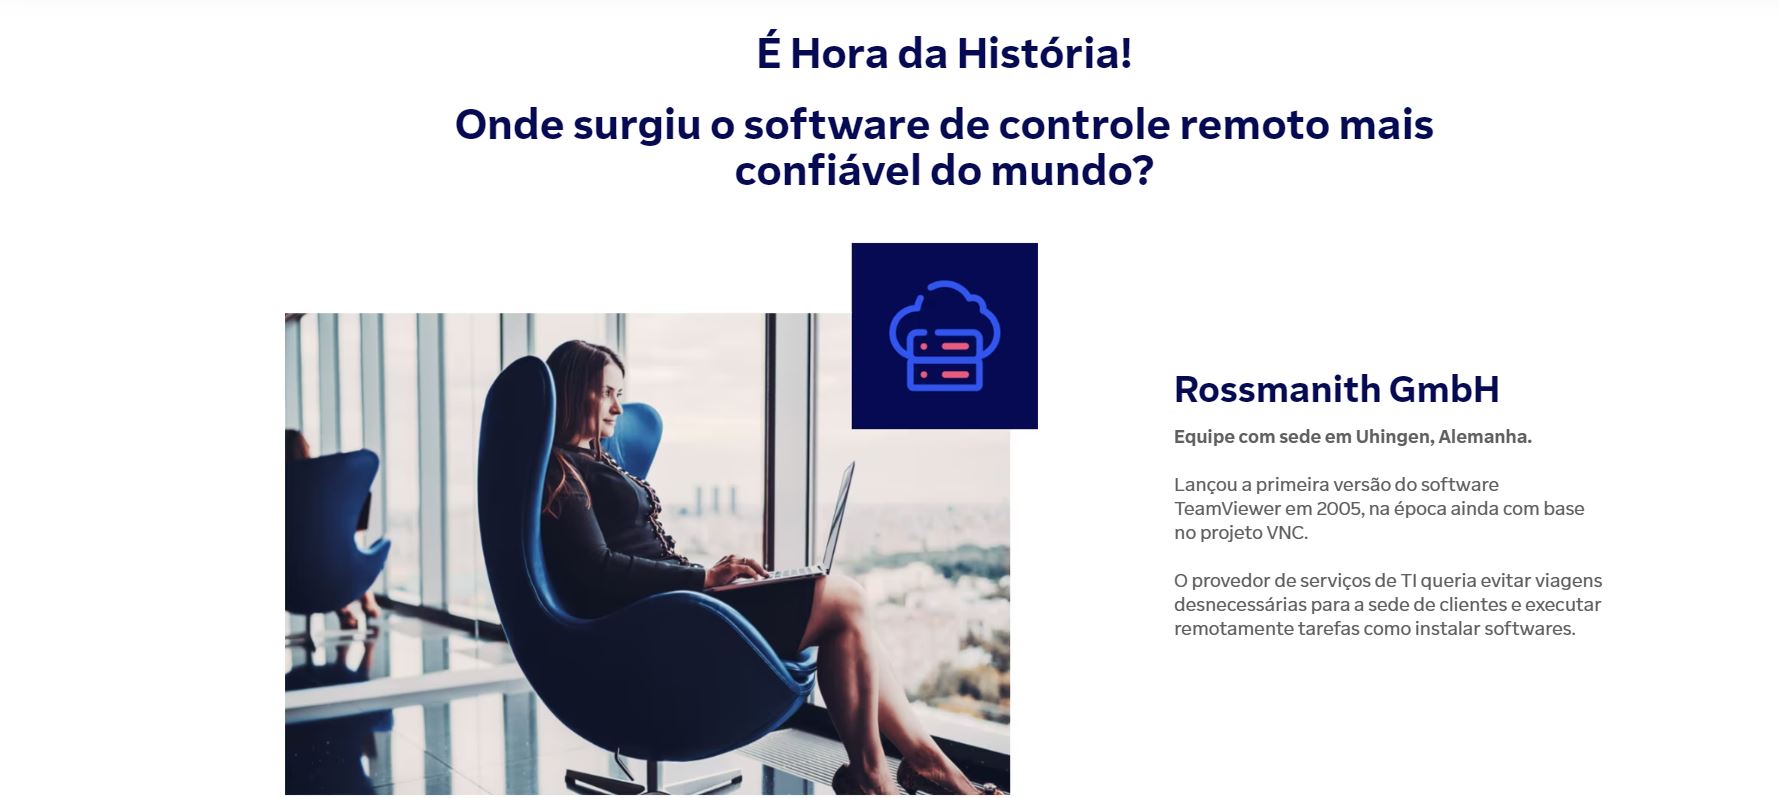 É Hora da História!
Onde surgiu o software de controle remoto mais
confiável do mundo?
Rossmanith GmbH
Equipe com sede em Uhingen, Alemanha.
Lançou a primeira versão do software
TeamViewer em 2005, na época ainda com base
no projeto VNC.
O provedor de serviços de TI queria evitar viagens
desnecessárias para a sede de clientes e executar
remotamente tarefas como instalar softwares.